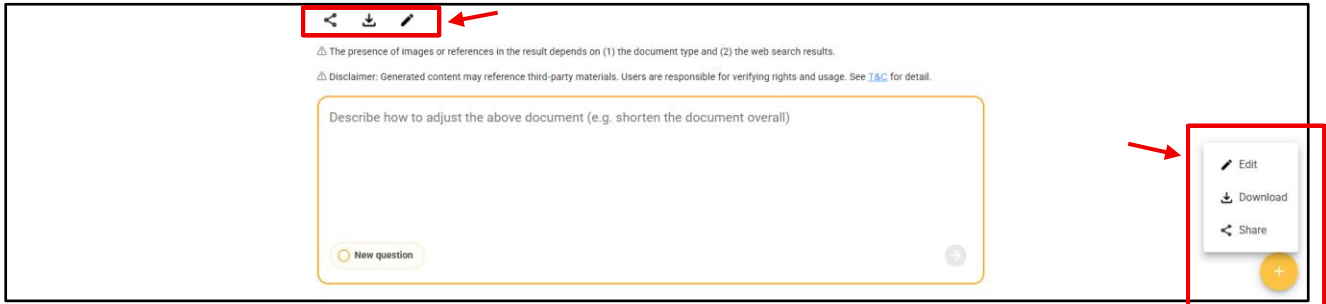 ⚠ The presence of images or references in the result depends on (1) the document type and (2) the web search results.
⚠ Disclaimer: Generated content may reference third-party materials. Users are responsible for verifying rights and usage. See T&C for detail.
Describe how to adjust the above document (e.g. shorten the document overall)
New question
Edit
Download
Share
+